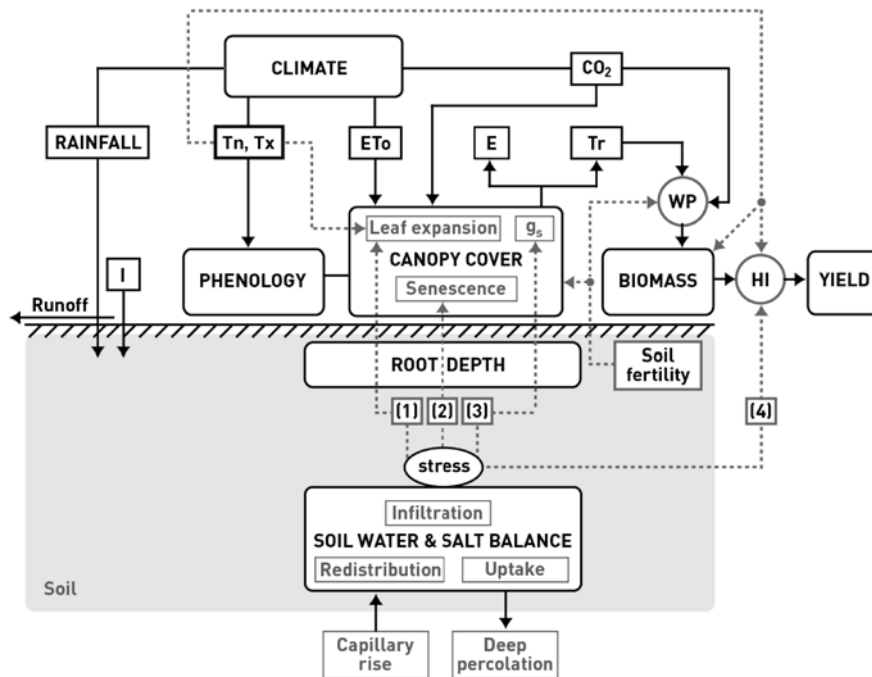 CLIMATE
CO₂
RAINFALL
Tn, Tx
ETo
E
Tr
WP
Leaf expansion
gₛ
CANOPY COVER
Senescence
PHENOLOGY
I
BIOMASS
HI
YIELD
Runoff
ROOT DEPTH
Soil
fertility
(1)
(2)
(3)
(4)
stress
Infiltration
SOIL WATER & SALT BALANCE
Redistribution
Uptake
Soil
Capillary
rise
Deep
percolation